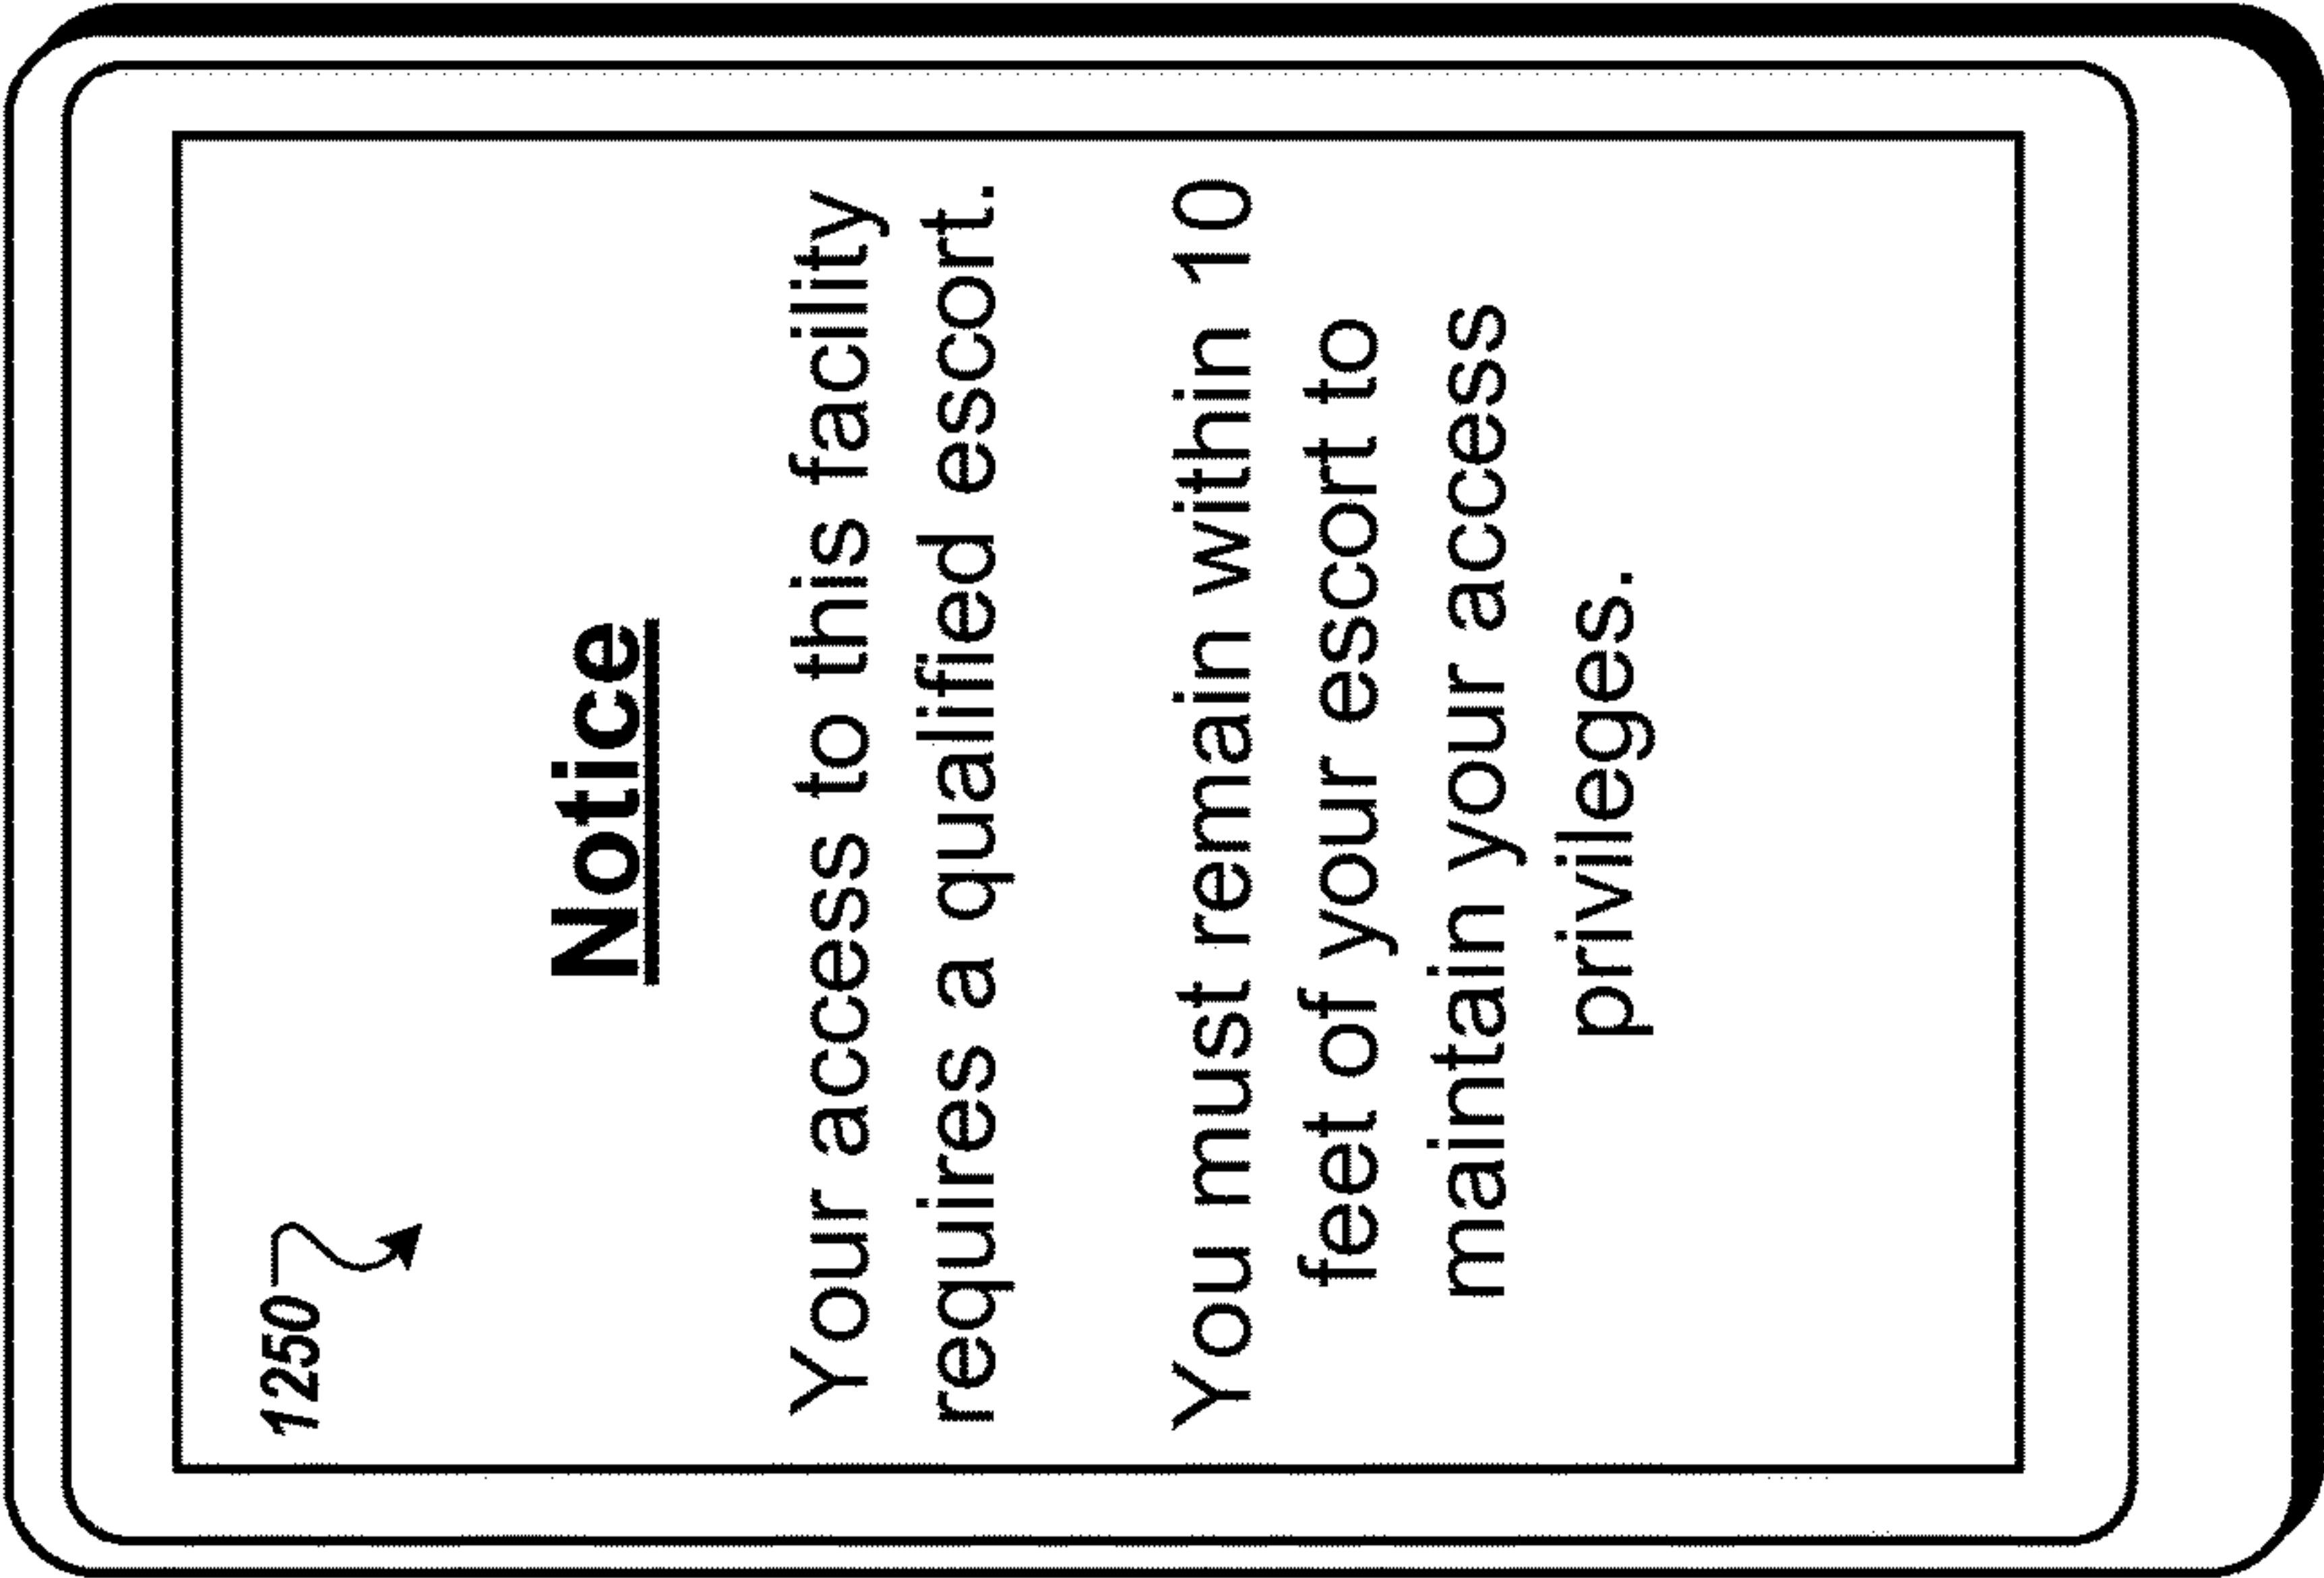 1250
Notice
Your access to this facility
requires a qualified escort.
You must remain within 10
feet of your escort to
maintain your access
privileges.